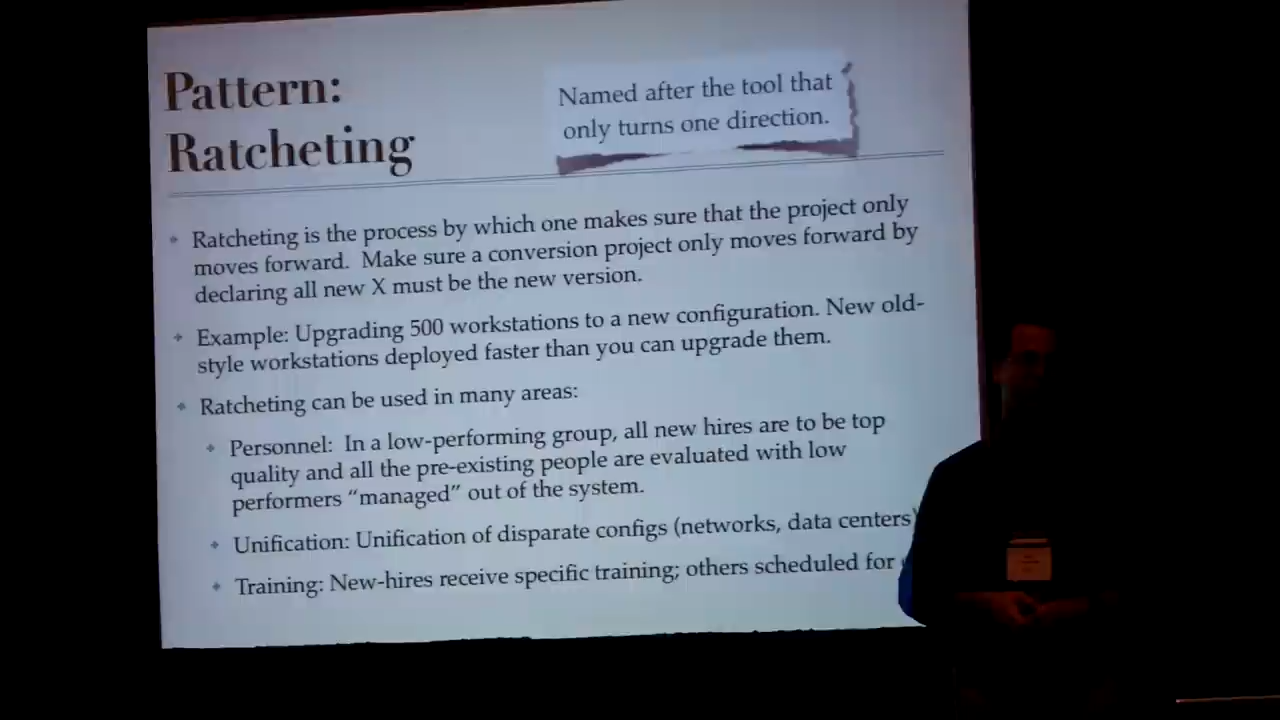 Pattern:
Ratcheting
Named after the tool that
only turns one direction.
Ratcheting is the process by which one makes sure that the project only
moves forward. Make sure a conversion project only moves forward by
declaring all new X must be the new version.
Example: Upgrading 500 workstations to a new configuration. New old-
style workstations deployed faster than you can upgrade them.
Ratcheting can be used in many areas:
Personnel: In a low-performing group, all new hires are to be top
quality and all the pre-existing people are evaluated with low
performers “managed” out of the system.
Unification: Unification of disparate configs (networks, data centers)
Training: New-hires receive specific training; others scheduled for